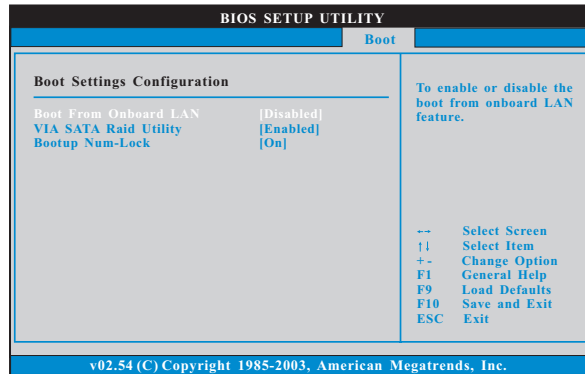 BIOS SETUP UTILITY
Boot
Boot Settings Configuration
Boot From Onboard LAN [Disabled]
VIA SATA Raid Utility [Enabled]
Bootup Num-Lock [On]
To enable or disable the
boot from onboard LAN
feature.
←→ Select Screen
↑↓ Select Item
+ - Change Option
F1 General Help
F9 Load Defaults
F10 Save and Exit
ESC Exit
v02.54 (C) Copyright 1985-2003, American Megatrends, Inc.